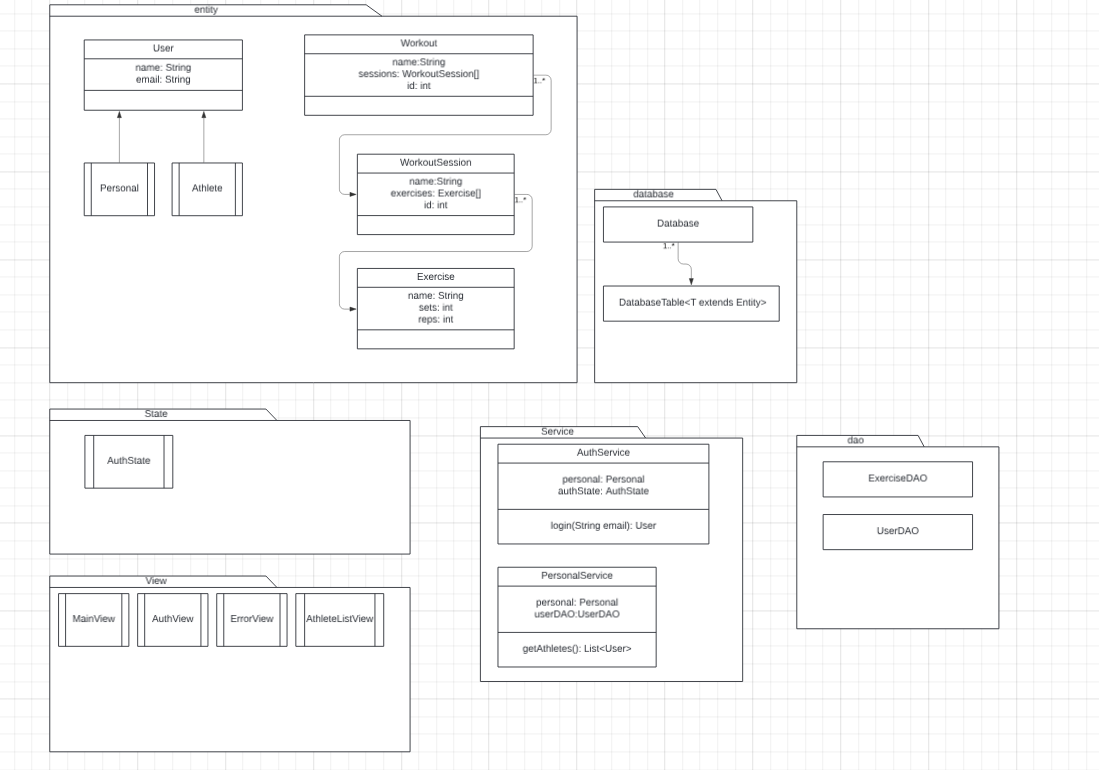 entity
User
name: String
email: String
Personal
Athlete
Workout
name:String
sessions: WorkoutSession[]
id: int
1..*
WorkoutSession
name:String
exercises: Exercise[]
id: int
1..*
Exercise
name: String
sets: int
reps: int
database
Database
1..*
DatabaseTable<T extends Entity>
State
AuthState
Service
AuthService
personal: Personal
authState: AuthState
login(String email): User
PersonalService
personal: Personal
userDAO:UserDAO
getAthletes(): List<User>
dao
ExerciseDAO
UserDAO
View
MainView
AuthView
ErrorView
AthleteListView